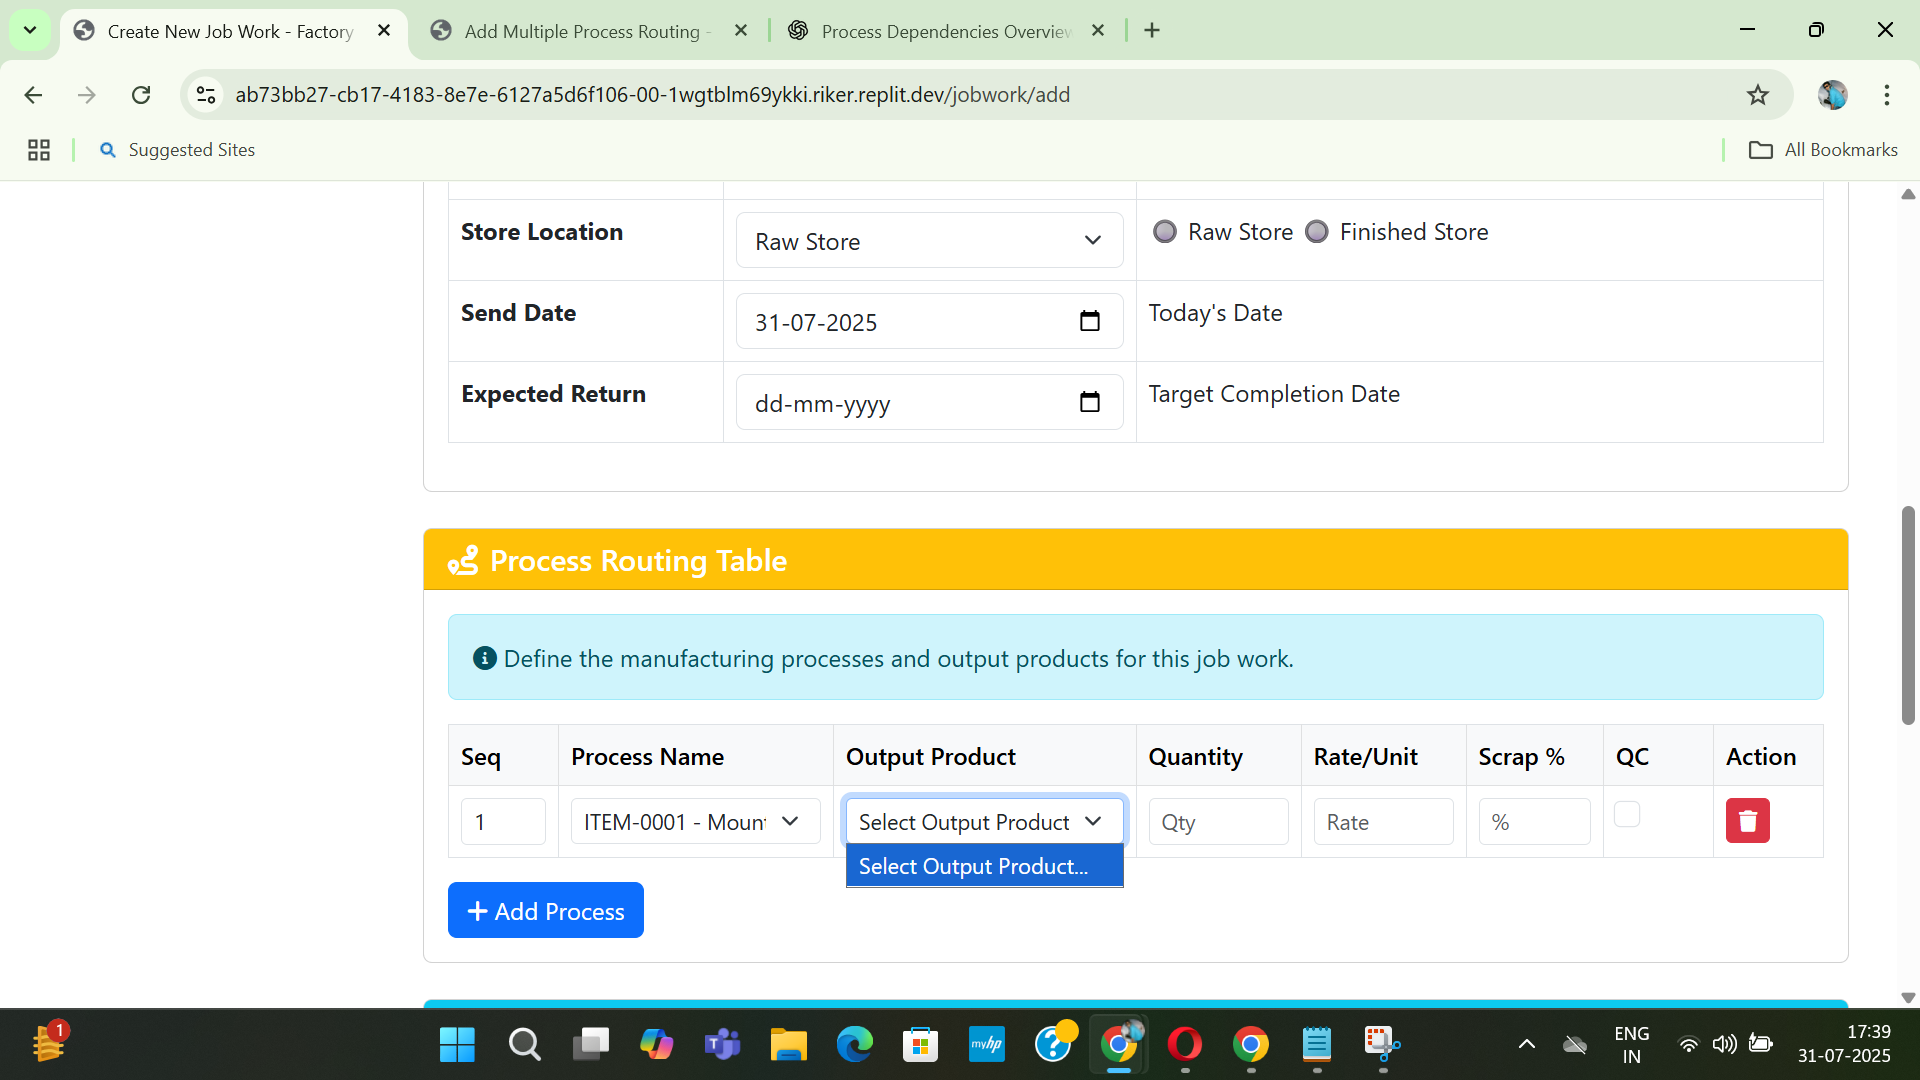 Create New Job Work - Factory
Add Multiple Process Routing -
Process Dependencies Overview
ab73bb27-cb17-4183-8e7e-6127a5d6f106-00-1wgtblm69ykki.riker.replit.dev/jobwork/add
Suggested Sites
All Bookmarks
Store Location
Raw Store
Raw Store
Finished Store
Send Date
31-07-2025
Today's Date
Expected Return
dd-mm-yyyy
Target Completion Date
Process Routing Table
Define the manufacturing processes and output products for this job work.
Seq
Process Name
Output Product
Quantity
Rate/Unit
Scrap %
QC
Action
1
ITEM-0001 - Moun
Select Output Product
Qty
Rate
%
Select Output Product...
Add Process
1
T
myhp
?
ENG
IN
17:39
31-07-2025